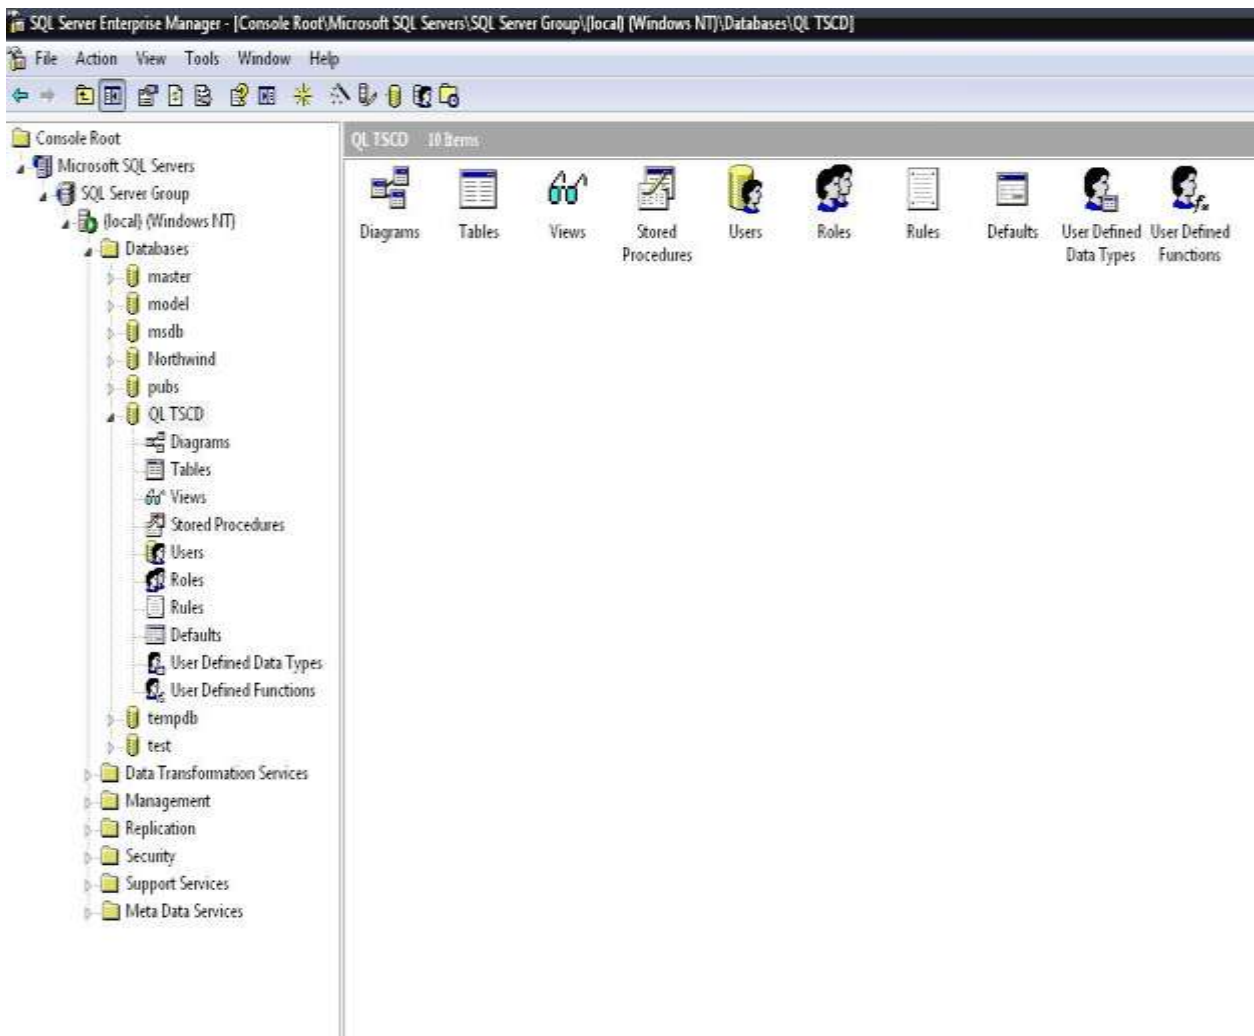 SQL Server Enterprise Manager - [Console Root\Microsoft SQL Servers\SQL Server Group\(local) (Windows NT)\Databases\QL TSCD]
File Action View Tools Window Help
Console Root
Microsoft SQL Servers
SQL Server Group
(local) (Windows NT)
Databases
master
model
msdb
Northwind
pubs
QL TSCD
Diagrams
Tables
Views
Stored Procedures
Users
Roles
Rules
Defaults
User Defined Data Types
User Defined Functions
tempdb
test
Data Transformation Services
Management
Replication
Security
Support Services
Meta Data Services
QL TSCD 10 Items
Diagrams
Tables
Views
Stored
Procedures
Users
Roles
Rules
Defaults
User Defined
Data Types
User Defined
Functions